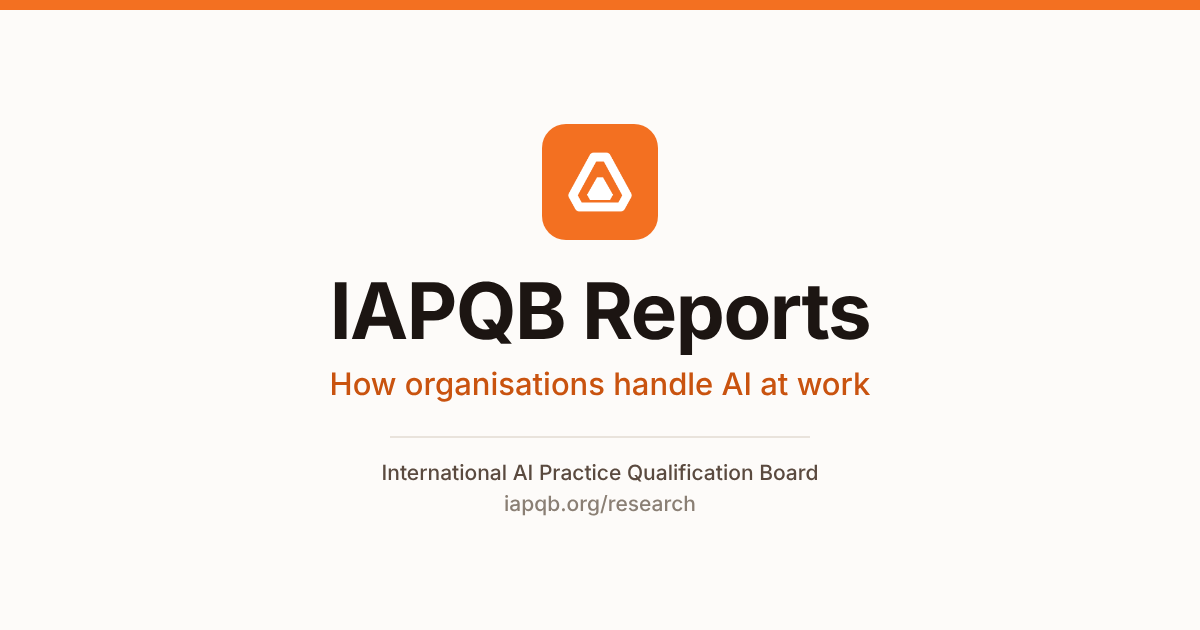 IAPQB Reports
How organisations handle AI at work
International AI Practice Qualification Board
iapqb.org/research